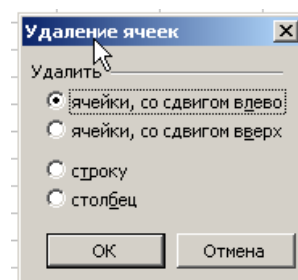 Удаление ячеек
Удалить
ячейки, со сдвигом влево
ячейки, со сдвигом вверх
строку
столбец
ОК
Отмена